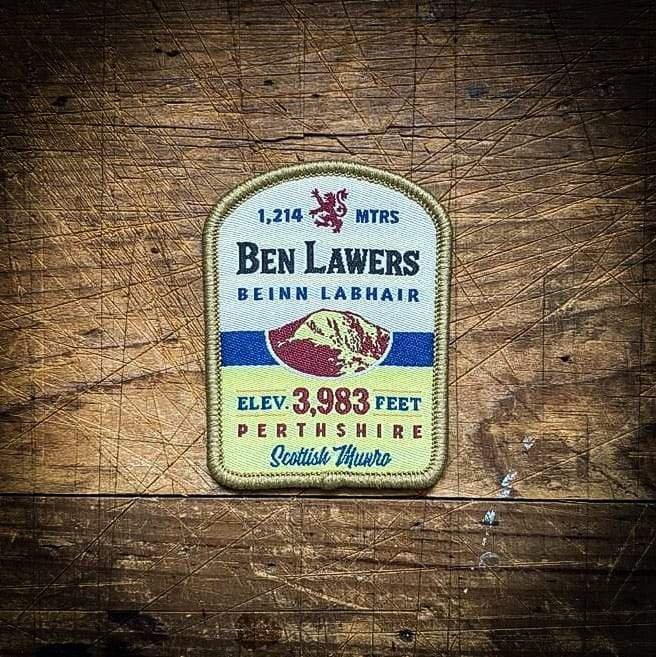 1,214 MTRS
BEN LAWERS
BEINN LABHAIR
ELEV. 3,983 FEET
PERTHSHIRE
Scottish Munro